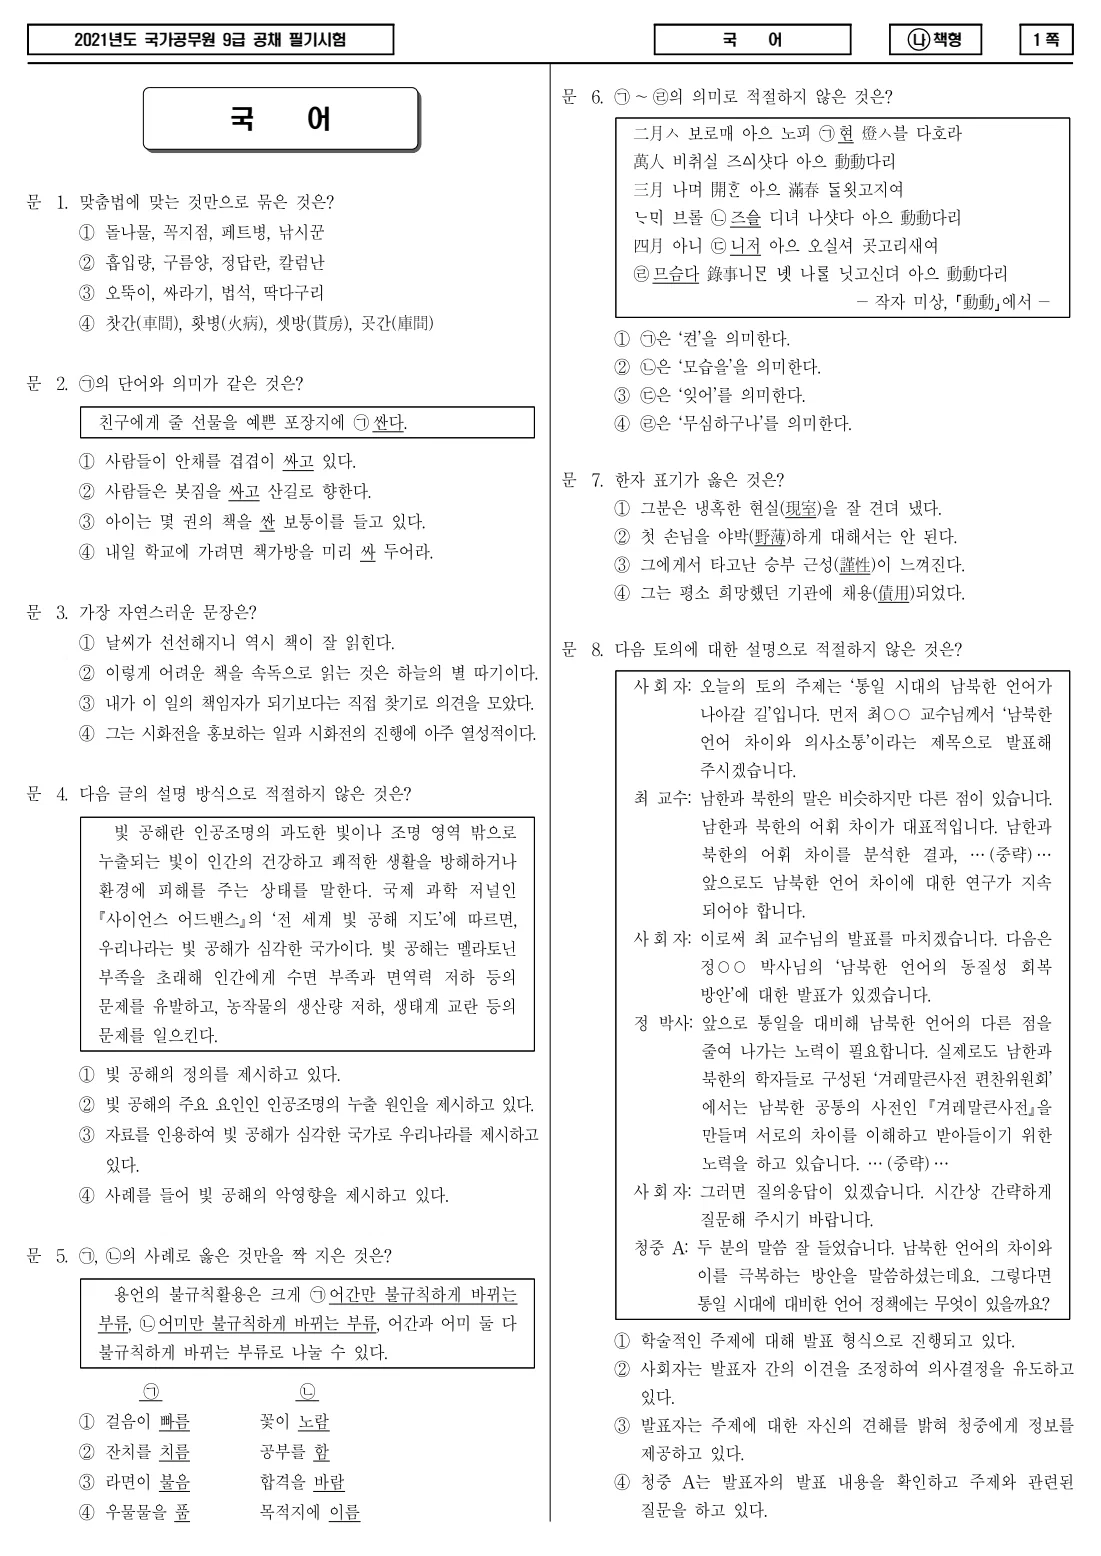 2021년도 국가공무원 9급 공채 필기시험
국 어
㉯책형
1 쪽
국 어
문 1. 맞춤법에 맞는 것만으로 묶은 것은?
① 돌나물, 꼭지점, 페트병, 낚시꾼
② 흡입량, 구름양, 정답란, 칼럼난
③ 오뚝이, 싸라기, 법석, 딱다구리
④ 찻간(車間), 홧병(火病), 셋방(貰房), 곳간(庫間)
문 2. ㉠의 단어와 의미가 같은 것은?
친구에게 줄 선물을 예쁜 포장지에 ㉠싼다.
① 사람들이 안채를 겹겹이 싸고 있다.
② 사람들은 봇짐을 싸고 산길로 향한다.
③ 아이는 몇 권의 책을 싼 보퉁이를 들고 있다.
④ 내일 학교에 가려면 책가방을 미리 싸 두어라.
문 3. 가장 자연스러운 문장은?
① 날씨가 선선해지니 역시 책이 잘 읽힌다.
② 이렇게 어려운 책을 속독으로 읽는 것은 하늘의 별 따기이다.
③ 내가 이 일의 책임자가 되기보다는 직접 찾기로 의견을 모았다.
④ 그는 시화전을 홍보하는 일과 시화전의 진행에 아주 열성적이다.
문 4. 다음 글의 설명 방식으로 적절하지 않은 것은?
빛 공해란 인공조명의 과도한 빛이나 조명 영역 밖으로
누출되는 빛이 인간의 건강하고 쾌적한 생활을 방해하거나
환경에 피해를 주는 상태를 말한다. 국제 과학 저널인
『사이언스 어드밴스』의 ‘전 세계 빛 공해 지도’에 따르면,
우리나라는 빛 공해가 심각한 국가이다. 빛 공해는 멜라토닌
부족을 초래해 인간에게 수면 부족과 면역력 저하 등의
문제를 유발하고, 농작물의 생산량 저하, 생태계 교란 등의
문제를 일으킨다.
① 빛 공해의 정의를 제시하고 있다.
② 빛 공해의 주요 요인인 인공조명의 누출 원인을 제시하고 있다.
③ 자료를 인용하여 빛 공해가 심각한 국가로 우리나라를 제시하고
있다.
④ 사례를 들어 빛 공해의 악영향을 제시하고 있다.
문 5. ㉠, ㉡의 사례로 옳은 것만을 짝 지은 것은?
용언의 불규칙활용은 크게 ㉠어간만 불규칙하게 바뀌는
부류, ㉡어미만 불규칙하게 바뀌는 부류, 어간과 어미 둘 다
불규칙하게 바뀌는 부류로 나눌 수 있다.
㉠ ㉡
① 걸음이 빠름 꽃이 노람
② 잔치를 치름 공부를 함
③ 라면이 불음 합격을 바람
④ 우물물을 품 목적지에 이름
문 6. ㉠ ~ ㉣의 의미로 적절하지 않은 것은?
二月ㅅ 보로매 아으 노피 ㉠현 燈ㅅ블 다호라
萬人 비취실 즈ᅀᅵ샷다 아으 動動다리
三月 나며 開ᄒᆞᆫ 아으 滿春 ᄃᆞᆯ욋고지여
ᄂᆞᄆᆡ 브롤 ㉡즈ᅀᅳᆯ 디녀 나샷다 아으 動動다리
四月 아니 ㉢니저 아으 오실셔 곳고리새여
㉣므슴다 錄事니ᄆᆞᆫ 녯 나ᄅᆞᆯ 닛고신뎌 아으 動動다리
－ 작자 미상, 「動動」에서 －
① ㉠은 ‘켠’을 의미한다.
② ㉡은 ‘모습을’을 의미한다.
③ ㉢은 ‘잊어’를 의미한다.
④ ㉣은 ‘무심하구나’를 의미한다.
문 7. 한자 표기가 옳은 것은?
① 그분은 냉혹한 현실(現室)을 잘 견뎌 냈다.
② 첫 손님을 야박(野薄)하게 대해서는 안 된다.
③ 그에게서 타고난 승부 근성(謹性)이 느껴진다.
④ 그는 평소 희망했던 기관에 채용(債用)되었다.
문 8. 다음 토의에 대한 설명으로 적절하지 않은 것은?
사 회 자: 오늘의 토의 주제는 ‘통일 시대의 남북한 언어가
나아갈 길’입니다. 먼저 최○○ 교수님께서 ‘남북한
언어 차이와 의사소통’이라는 제목으로 발표해
주시겠습니다.
최 교수: 남한과 북한의 말은 비슷하지만 다른 점이 있습니다.
남한과 북한의 어휘 차이가 대표적입니다. 남한과
북한의 어휘 차이를 분석한 결과, …(중략)…
앞으로도 남북한 언어 차이에 대한 연구가 지속
되어야 합니다.
사 회 자: 이로써 최 교수님의 발표를 마치겠습니다. 다음은
정○○ 박사님의 ‘남북한 언어의 동질성 회복
방안’에 대한 발표가 있겠습니다.
정 박사: 앞으로 통일을 대비해 남북한 언어의 다른 점을
줄여 나가는 노력이 필요합니다. 실제로도 남한과
북한의 학자들로 구성된 ‘겨레말큰사전 편찬위원회’
에서는 남북한 공통의 사전인 『겨레말큰사전』을
만들며 서로의 차이를 이해하고 받아들이기 위한
노력을 하고 있습니다. …(중략)…
사 회 자: 그러면 질의응답이 있겠습니다. 시간상 간략하게
질문해 주시기 바랍니다.
청중 A: 두 분의 말씀 잘 들었습니다. 남북한 언어의 차이와
이를 극복하는 방안을 말씀하셨는데요. 그렇다면
통일 시대에 대비한 언어 정책에는 무엇이 있을까요?
① 학술적인 주제에 대해 발표 형식으로 진행되고 있다.
② 사회자는 발표자 간의 이견을 조정하여 의사결정을 유도하고
있다.
③ 발표자는 주제에 대한 자신의 견해를 밝혀 청중에게 정보를
제공하고 있다.
④ 청중 A는 발표자의 발표 내용을 확인하고 주제와 관련된
질문을 하고 있다.